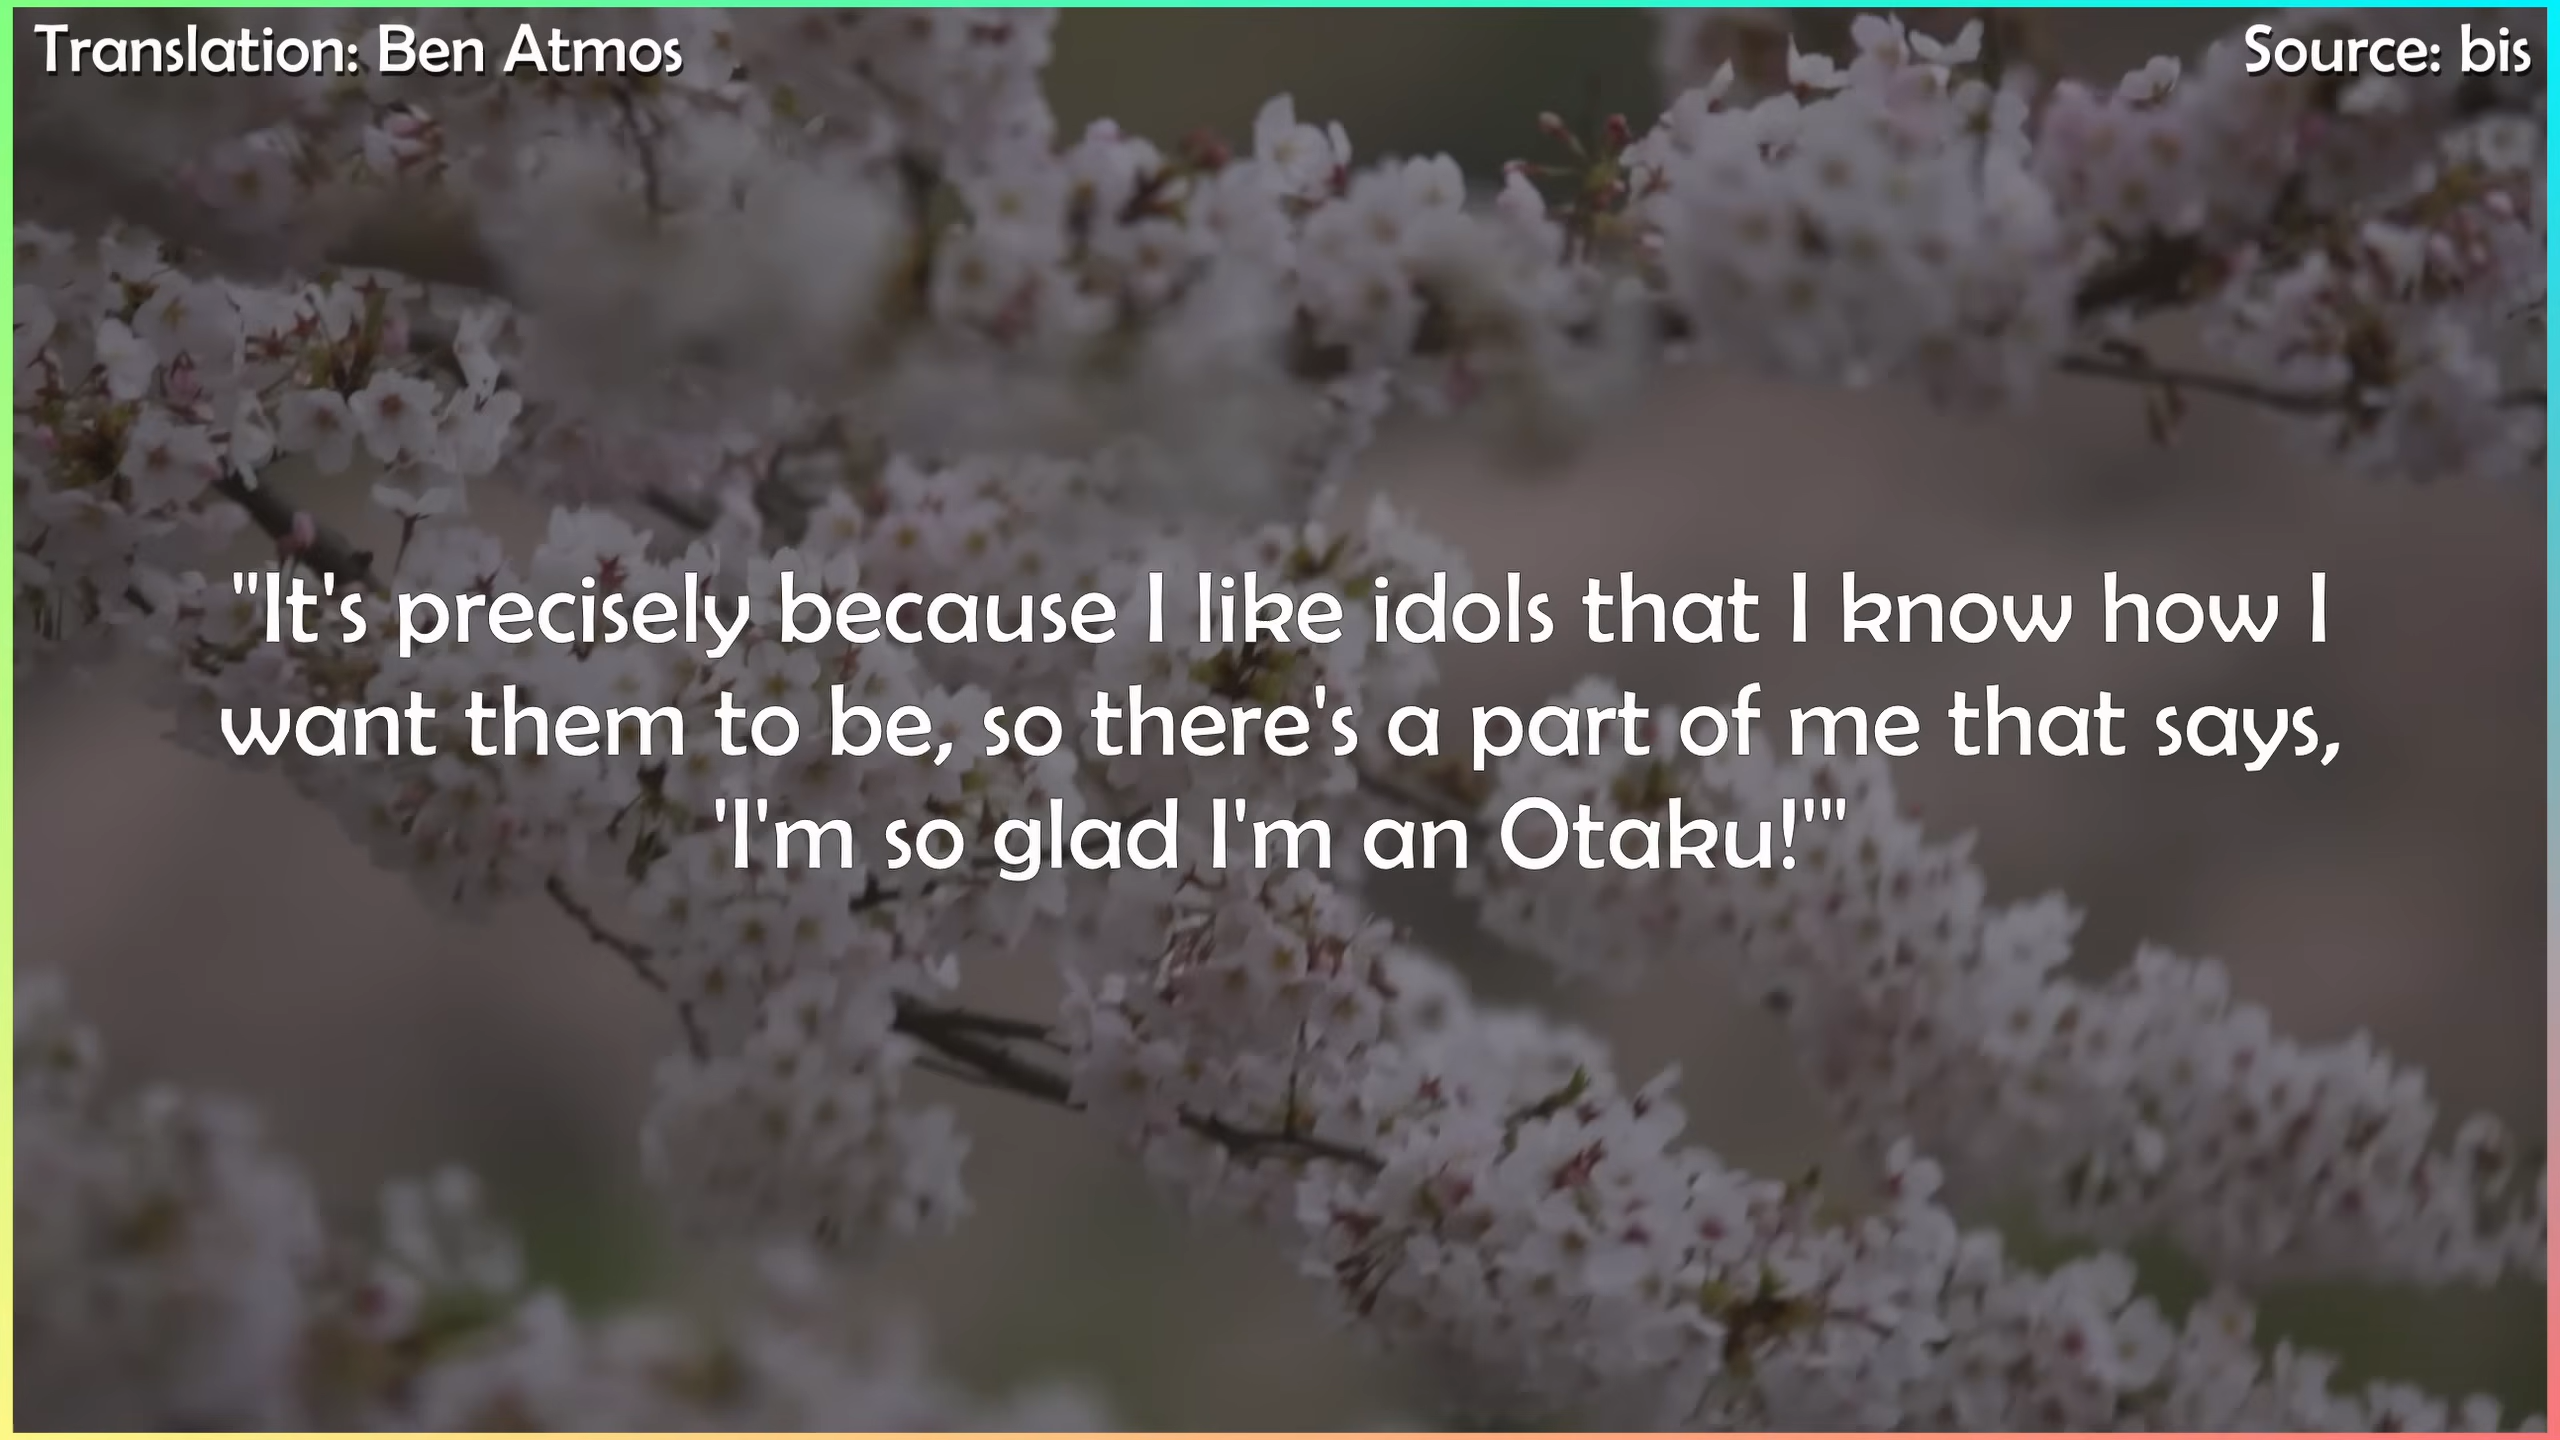 Translation: Ben Atmos
Source: bis
"It's precisely because I like idols that I know how I
want them to be, so there's a part of me that says,
'I'm so glad I'm an Otaku!'"